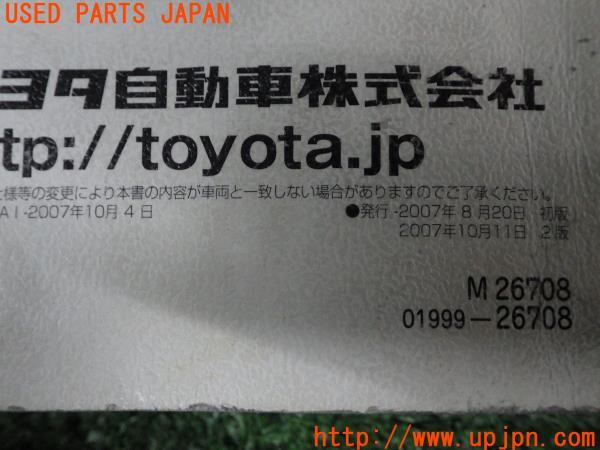 USED PARTS JAPAN
ヨタ自動車株式会社
tp://toyota.jp
仕様等の変更により本書の内容が車両と一致しない場合がありますのでご了承ください。
AI-2007年10月4日
●発行-2007年 8月20日 初版
2007年10月11日 2版
M 26708
01999-26708
http://www.upjpn.com/